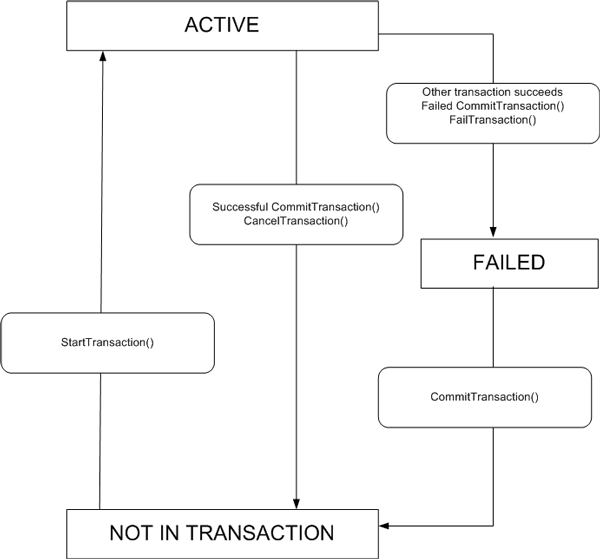 ACTIVE
Other transaction succeeds
Failed CommitTransaction()
FailTransaction()
Successful CommitTransaction()
CancelTransaction()
FAILED
StartTransaction()
CommitTransaction()
NOT IN TRANSACTION